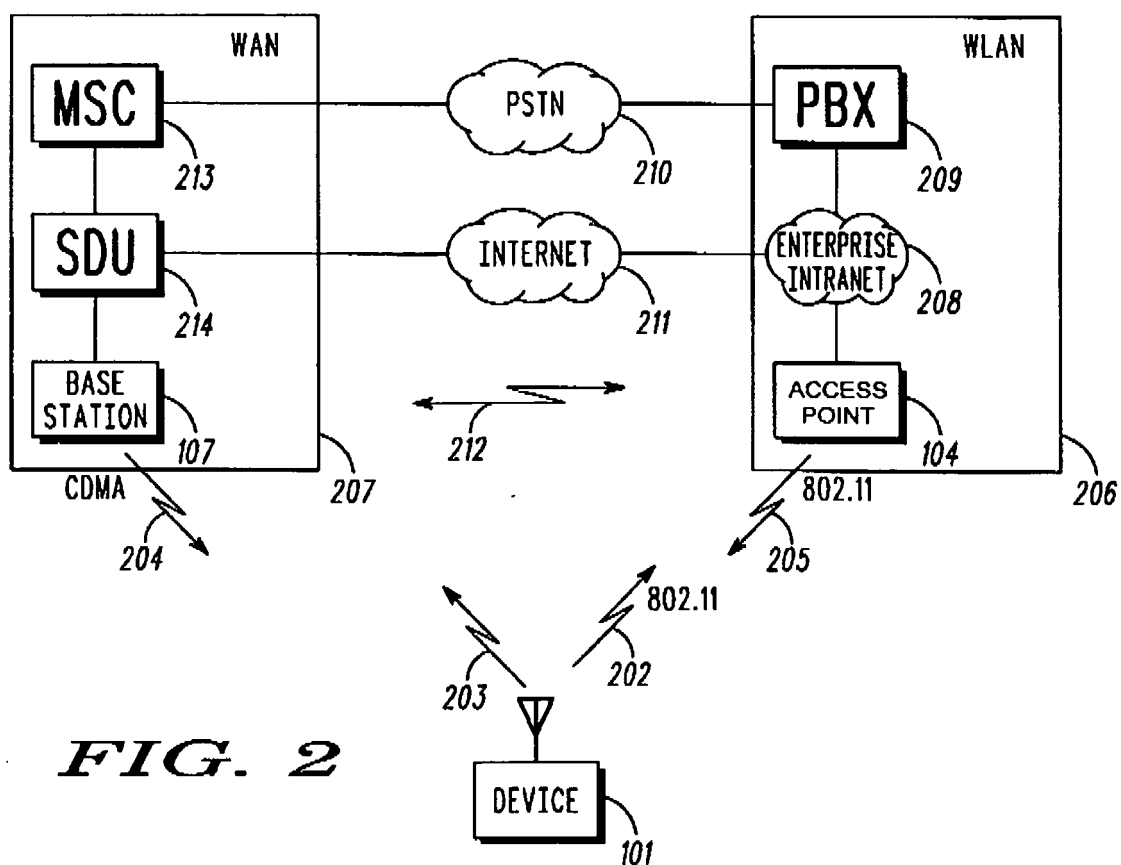 WAN
WLAN
MSC
213
PSTN
210
PBX
209
SDU
214
INTERNET
211
ENTERPRISE
INTRANET
208
BASE
STATION
107
212
ACCESS
POINT
104
207
206
CDMA
204
802.11
205
203
802.11
202
FIG. 2
DEVICE
101